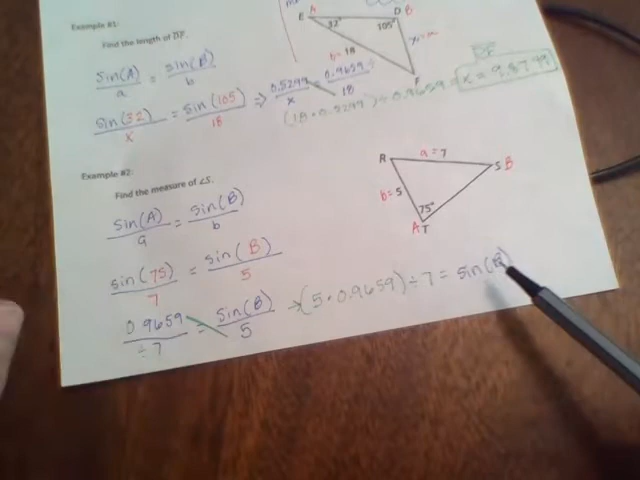 Example #1:
Find the length of DF.
E A D B
32° 105°
b = 18
F
sin(A)/a = sin(B)/b
sin(32)/x = sin(105)/18 ⇒ 0.5299/x = 0.9659/18
(18 · 0.5299) ÷ 0.9659 = x = 9.8749
DF
Example #2:
Find the measure of ∠S.
R a = 7 S B
b = 5
75°
A T
sin(A)/a = sin(B)/b
sin(75)/7 = sin(B)/5
0.9659/÷7 = sin(B)/5 → (5 · 0.9659) ÷ 7 = sin(B)